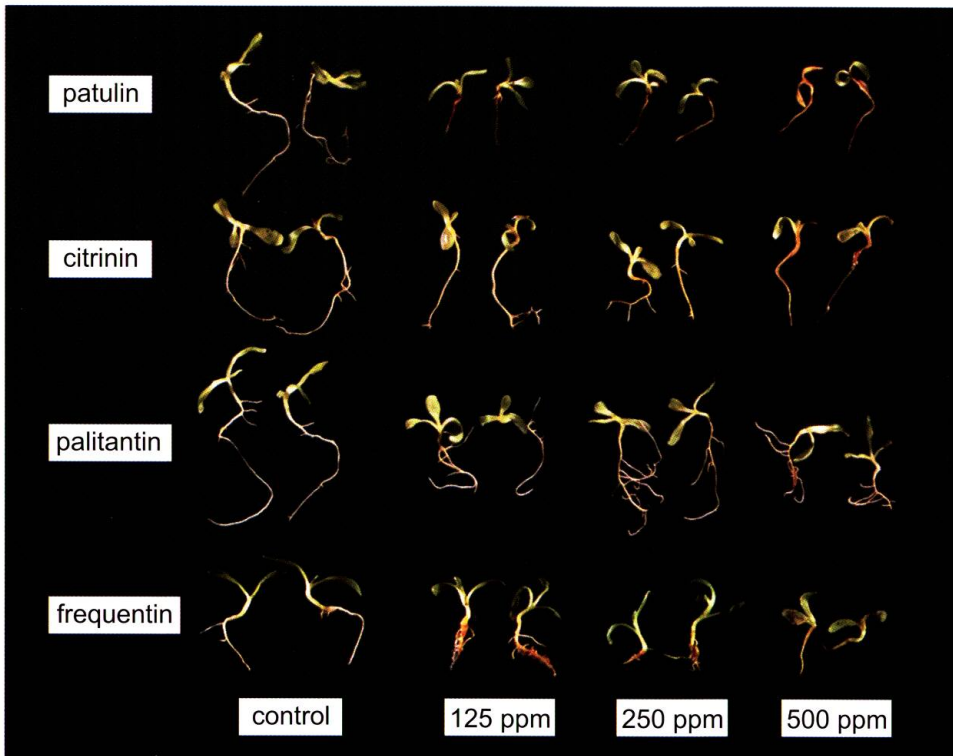 patulin
citrinin
palitantin
frequentin
control
125 ppm
250 ppm
500 ppm